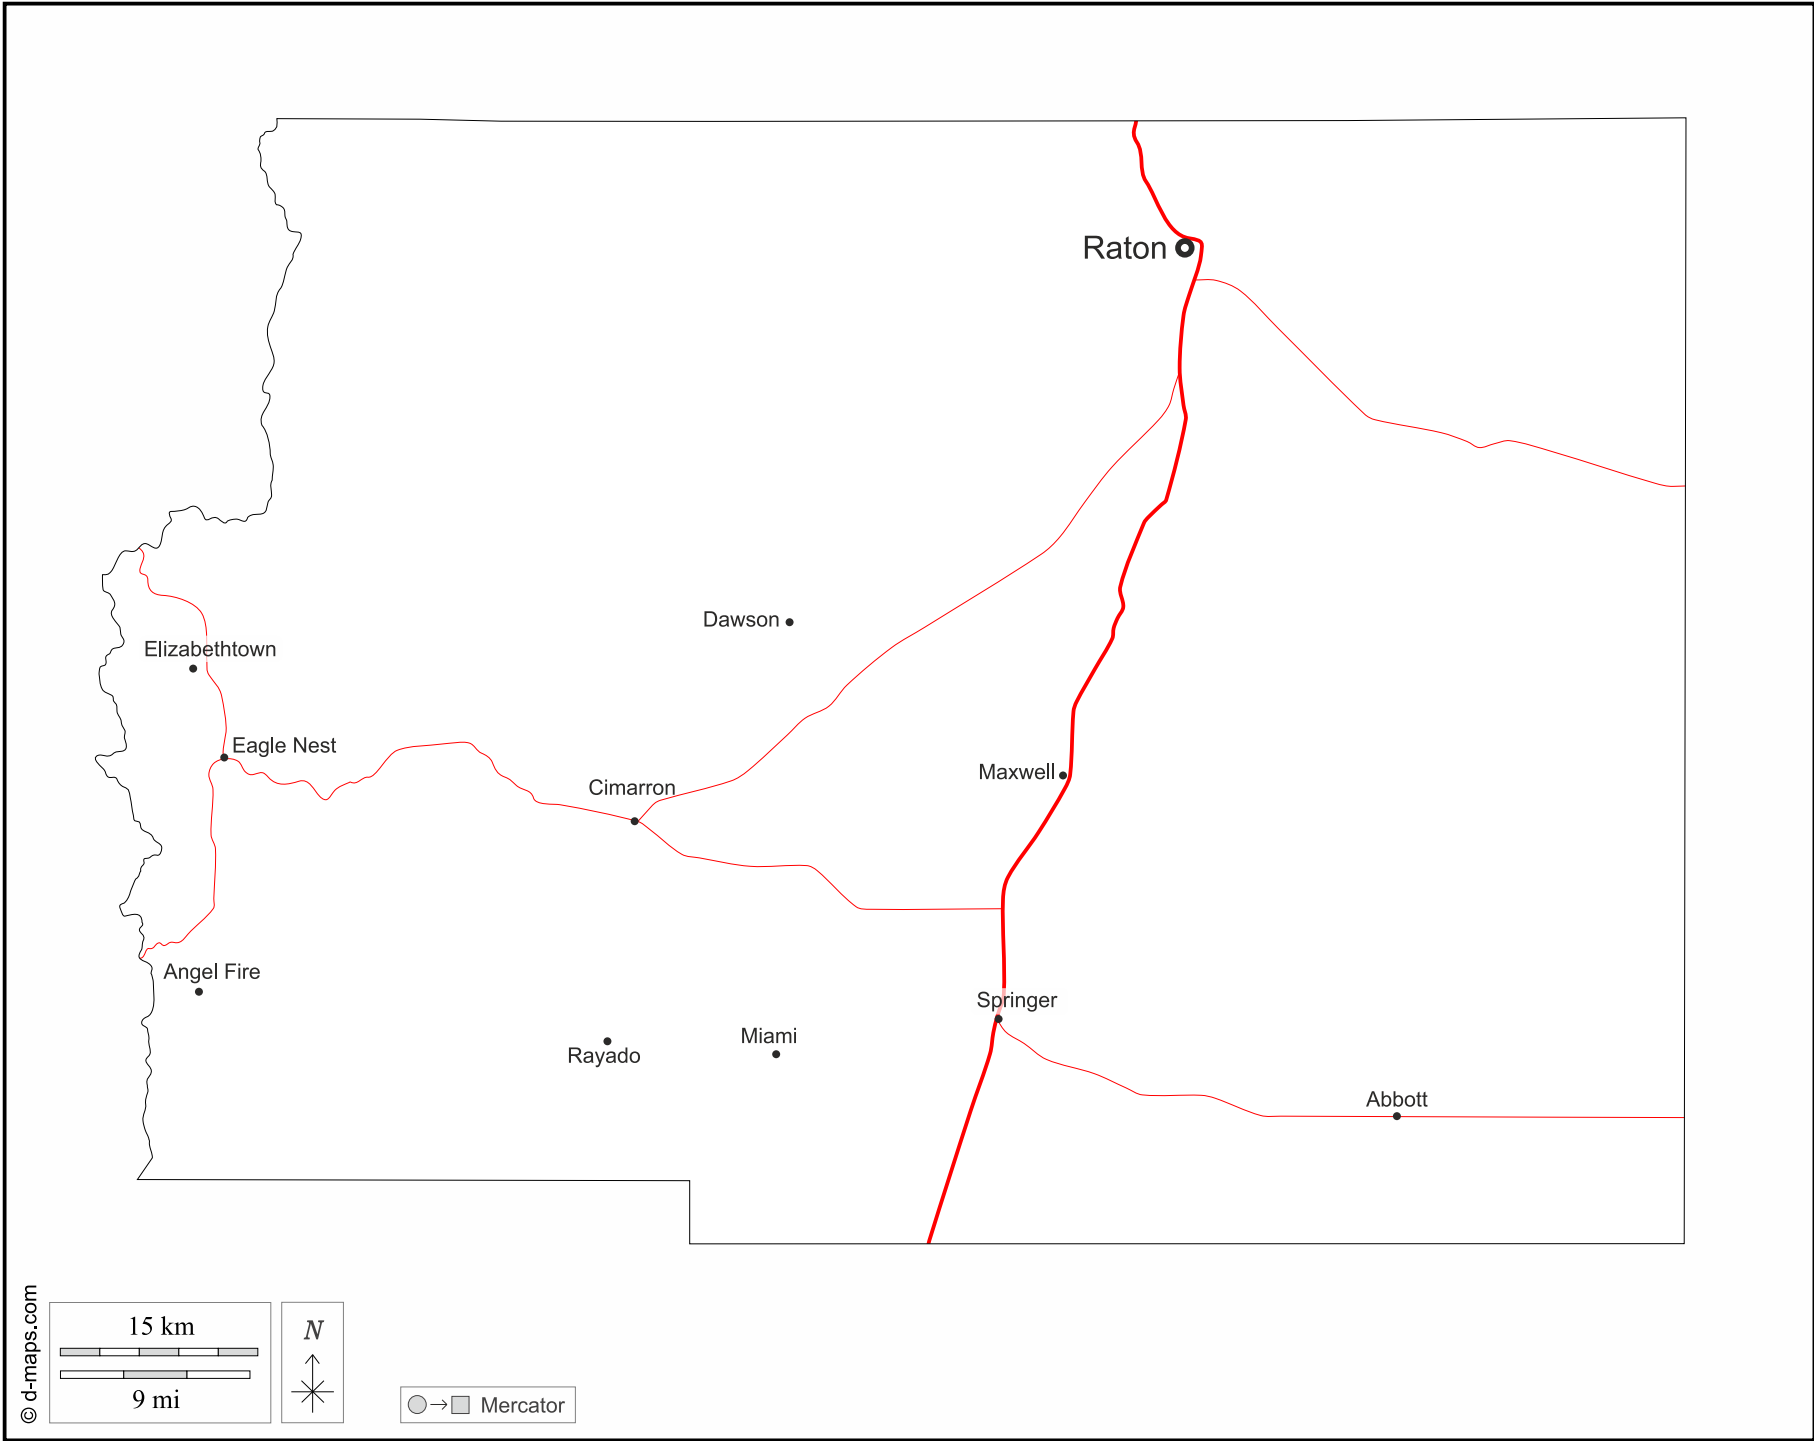 Raton
Dawson
Elizabethtown
Eagle Nest
Cimarron
Maxwell
Angel Fire
Springer
Rayado
Miami
Abbott
© d-maps.com
15 km
9 mi
N
Mercator